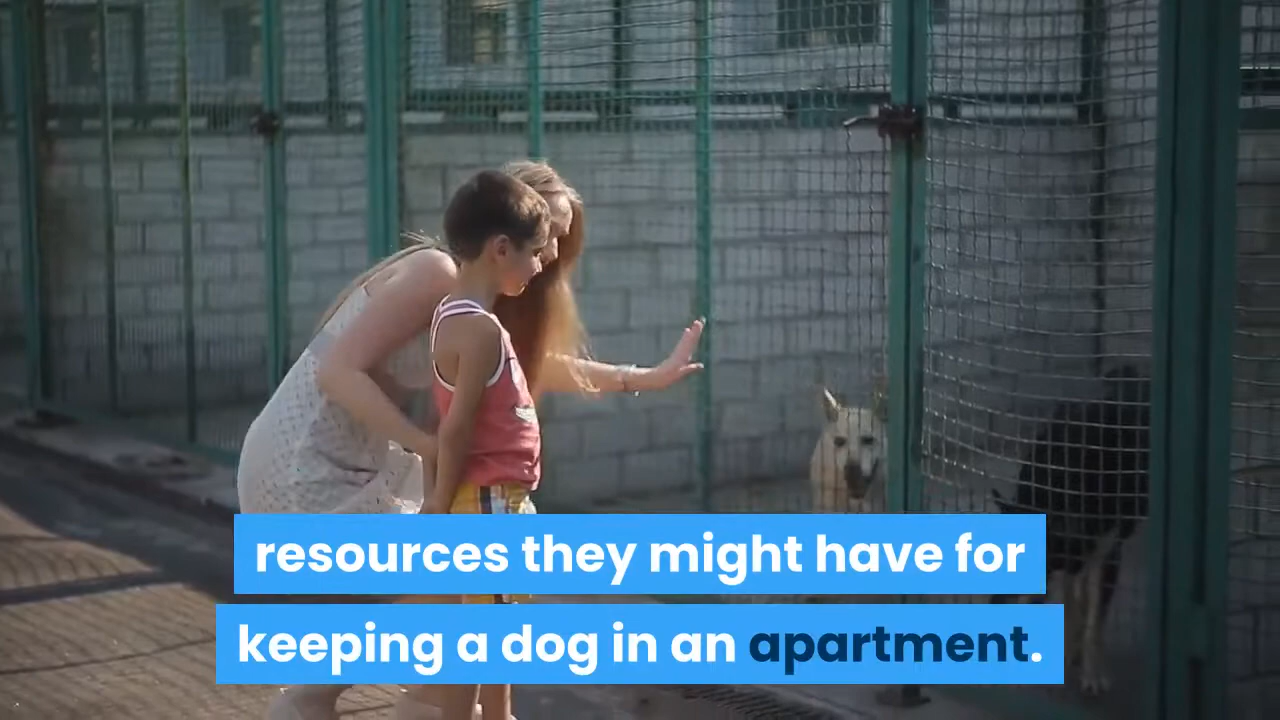 resources they might have for
keeping a dog in an apartment.